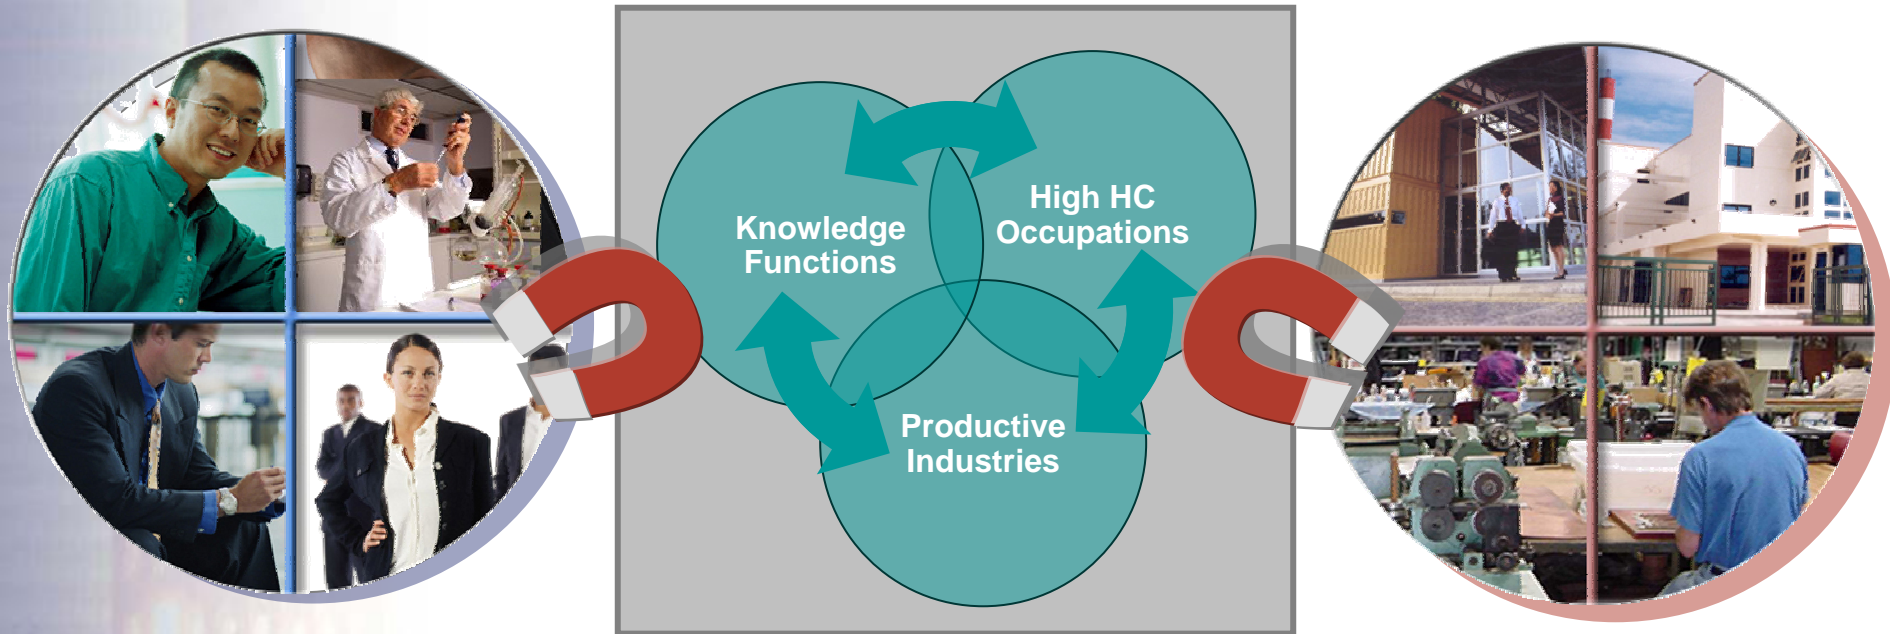 Knowledge
Functions
High HC
Occupations
Productive
Industries